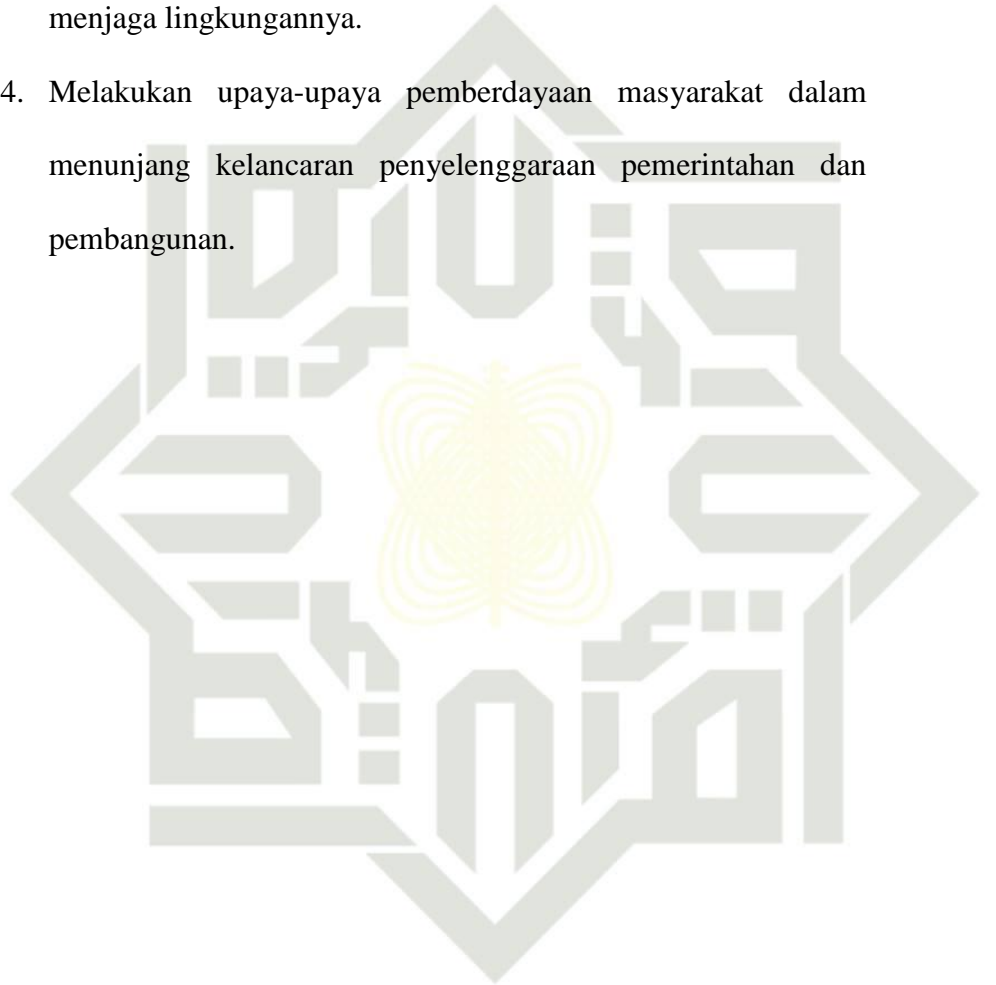 menjaga lingkungannya.
4. Melakukan upaya-upaya pemberdayaan masyarakat dalam
menunjang kelancaran penyelenggaraan pemerintahan dan
pembangunan.